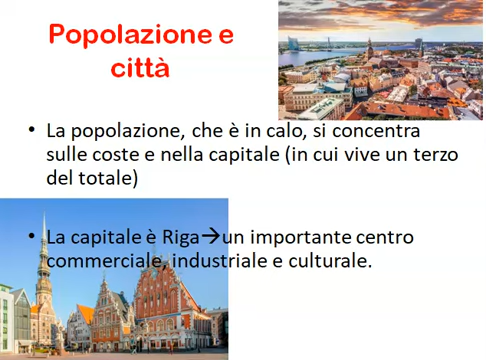 Popolazione e
città
• La popolazione, che è in calo, si concentra
sulle coste e nella capitale (in cui vive un terzo
del totale)
• La capitale è Riga→un importante centro
commerciale, industriale e culturale.